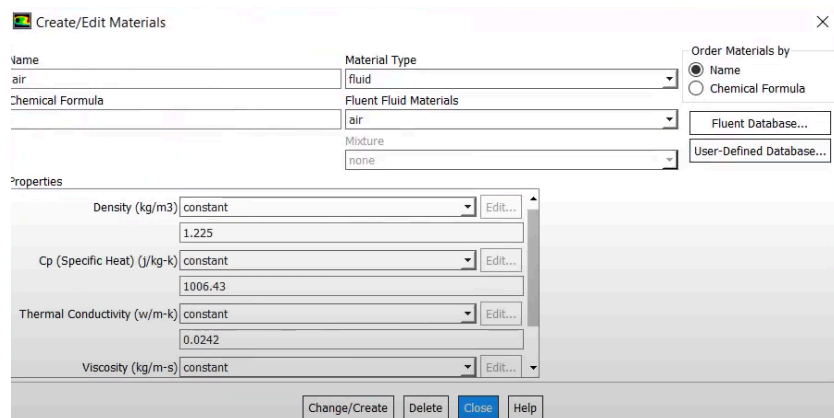 Create/Edit Materials
Name
Material Type
Order Materials by
air
fluid
Name
Chemical Formula
Chemical Formula
Fluent Fluid Materials
air
Fluent Database...
Mixture
none
User-Defined Database...
Properties
Density (kg/m3) constant Edit...
1.225
Cp (Specific Heat) (j/kg-k) constant Edit...
1006.43
Thermal Conductivity (w/m-k) constant Edit...
0.0242
Viscosity (kg/m-s) constant Edit...
Change/Create Delete Close Help